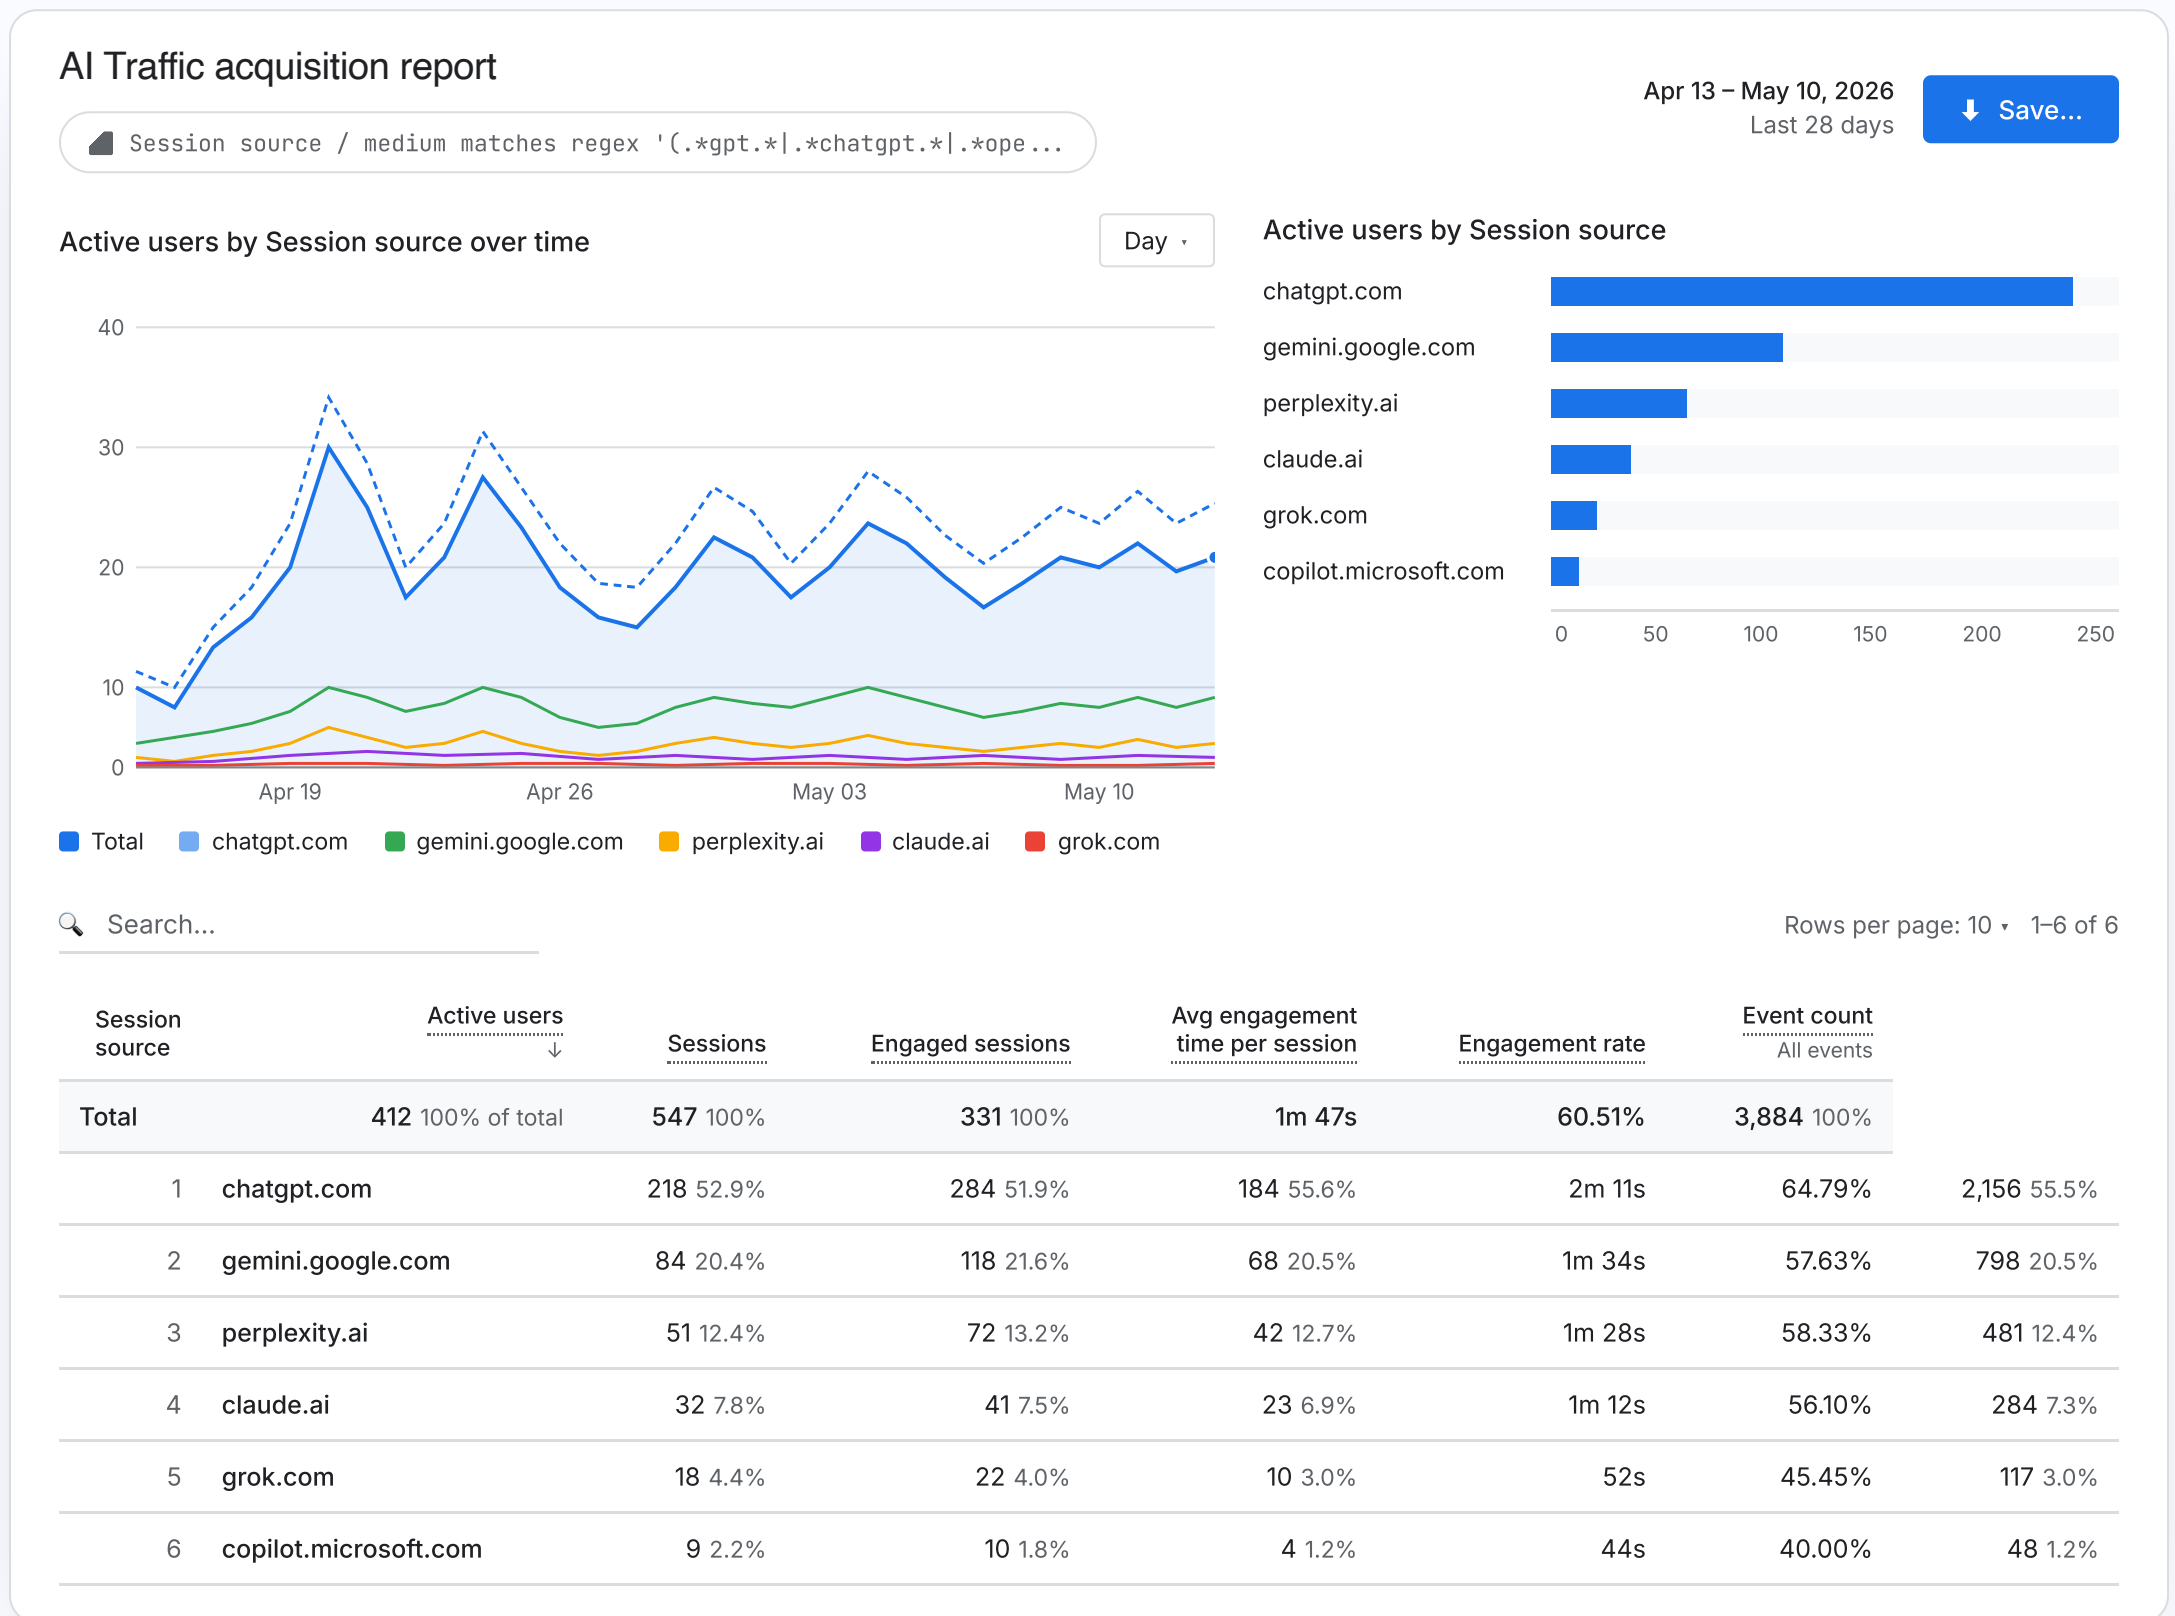 AI Traffic acquisition report
Session source / medium matches regex '(.*gpt.*|.*chatgpt.*|.*ope...
Apr 13 – May 10, 2026
Last 28 days
Save...
Active users by Session source over time
Day
40
30
20
10
0
Apr 19 Apr 26 May 03 May 10
Total chatgpt.com gemini.google.com perplexity.ai claude.ai grok.com
Active users by Session source
chatgpt.com
gemini.google.com
perplexity.ai
claude.ai
grok.com
copilot.microsoft.com
0 50 100 150 200 250
Search...
Rows per page: 10 1–6 of 6
Session source Active users ↓ Sessions Engaged sessions Avg engagement time per session Engagement rate Event count All events
Total 412 100% of total 547 100% 331 100% 1m 47s 60.51% 3,884 100%
1 chatgpt.com 218 52.9% 284 51.9% 184 55.6% 2m 11s 64.79% 2,156 55.5%
2 gemini.google.com 84 20.4% 118 21.6% 68 20.5% 1m 34s 57.63% 798 20.5%
3 perplexity.ai 51 12.4% 72 13.2% 42 12.7% 1m 28s 58.33% 481 12.4%
4 claude.ai 32 7.8% 41 7.5% 23 6.9% 1m 12s 56.10% 284 7.3%
5 grok.com 18 4.4% 22 4.0% 10 3.0% 52s 45.45% 117 3.0%
6 copilot.microsoft.com 9 2.2% 10 1.8% 4 1.2% 44s 40.00% 48 1.2%